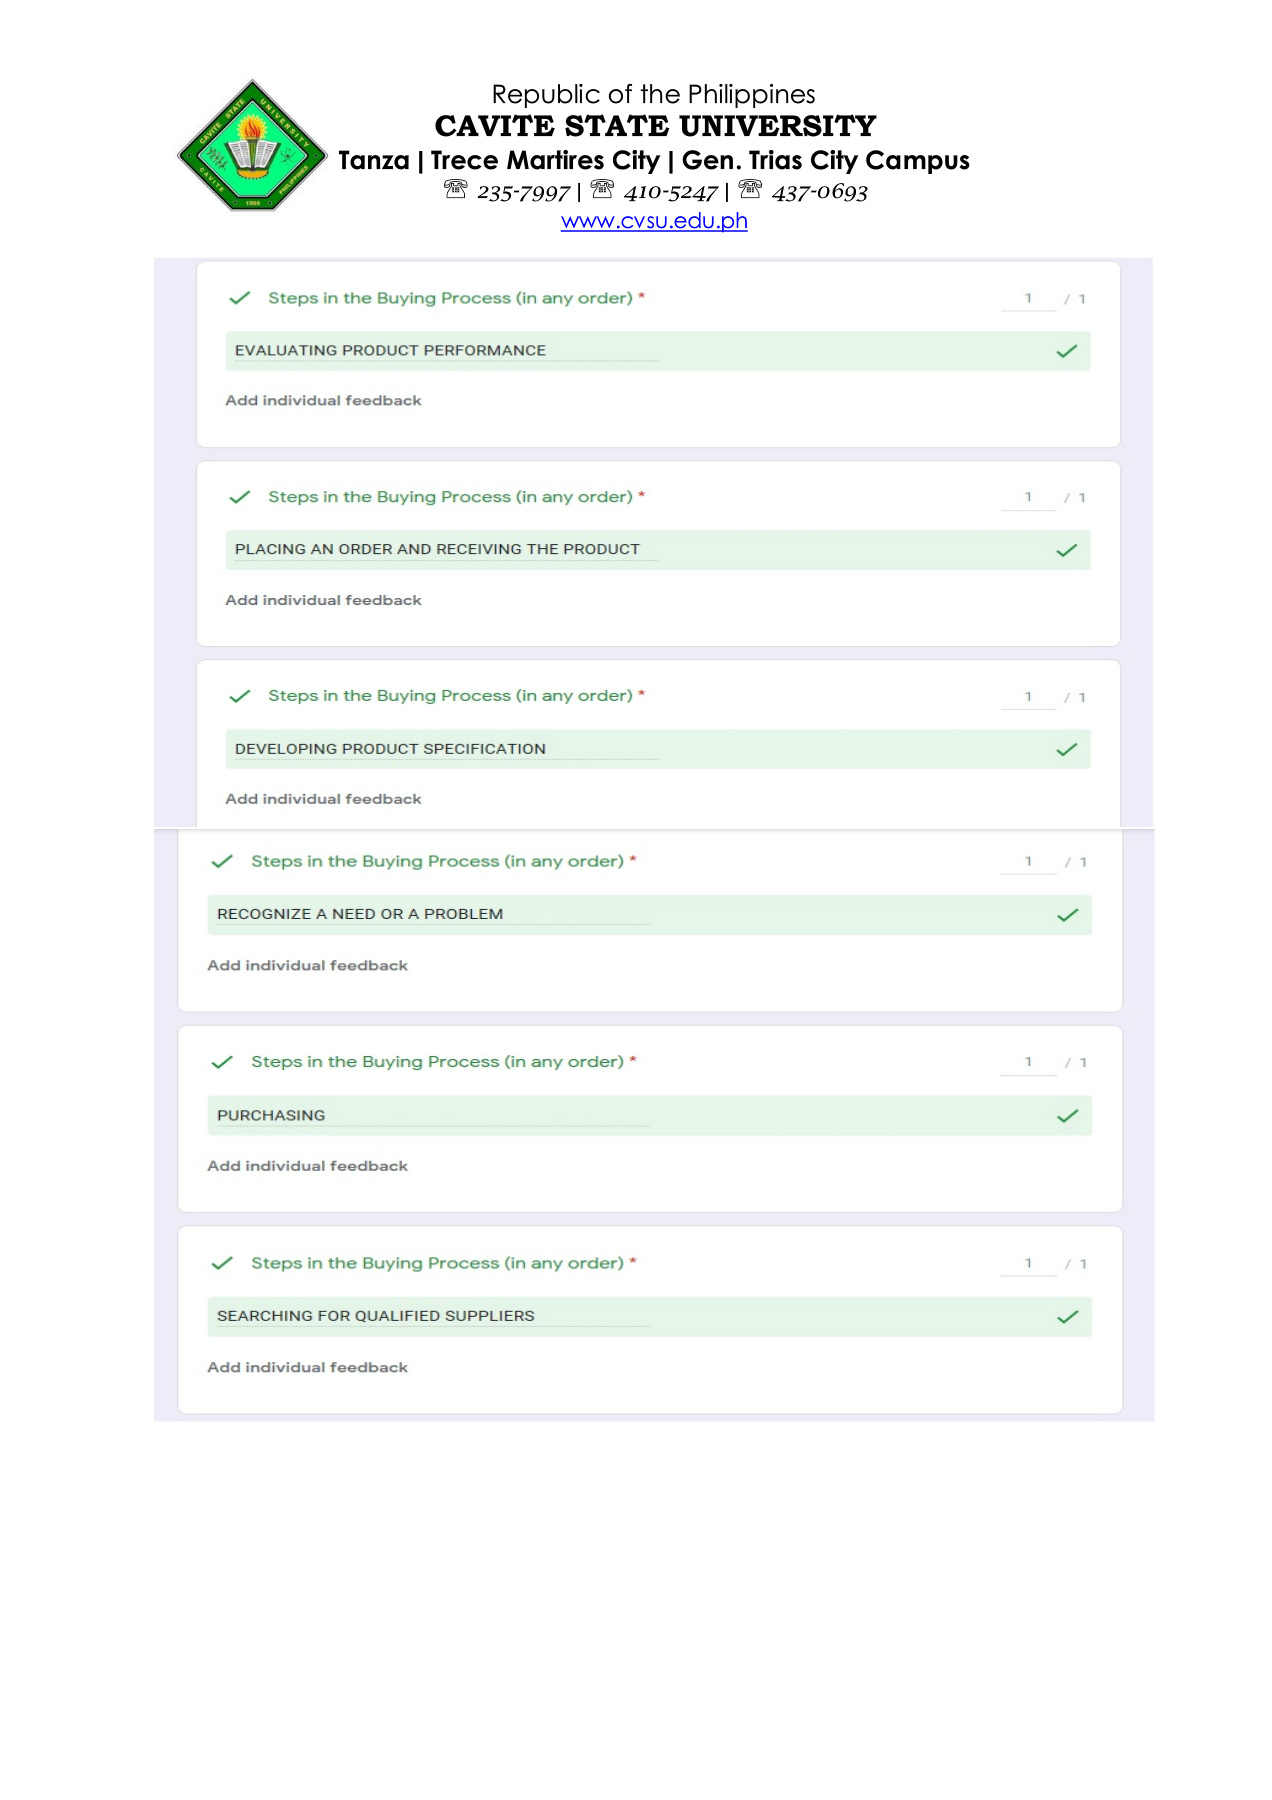 CAVITE STATE UNIVERSITY
CAVITE PHILIPPINES
1906
Republic of the Philippines
CAVITE STATE UNIVERSITY
Tanza | Trece Martires City | Gen. Trias City Campus
☏ 235-7997 | ☏ 410-5247 | ☏ 437-0693
www.cvsu.edu.ph
Steps in the Buying Process (in any order) * 1 / 1
EVALUATING PRODUCT PERFORMANCE
Add individual feedback
Steps in the Buying Process (in any order) * 1 / 1
PLACING AN ORDER AND RECEIVING THE PRODUCT
Add individual feedback
Steps in the Buying Process (in any order) * 1 / 1
DEVELOPING PRODUCT SPECIFICATION
Add individual feedback
Steps in the Buying Process (in any order) * 1 / 1
RECOGNIZE A NEED OR A PROBLEM
Add individual feedback
Steps in the Buying Process (in any order) * 1 / 1
PURCHASING
Add individual feedback
Steps in the Buying Process (in any order) * 1 / 1
SEARCHING FOR QUALIFIED SUPPLIERS
Add individual feedback